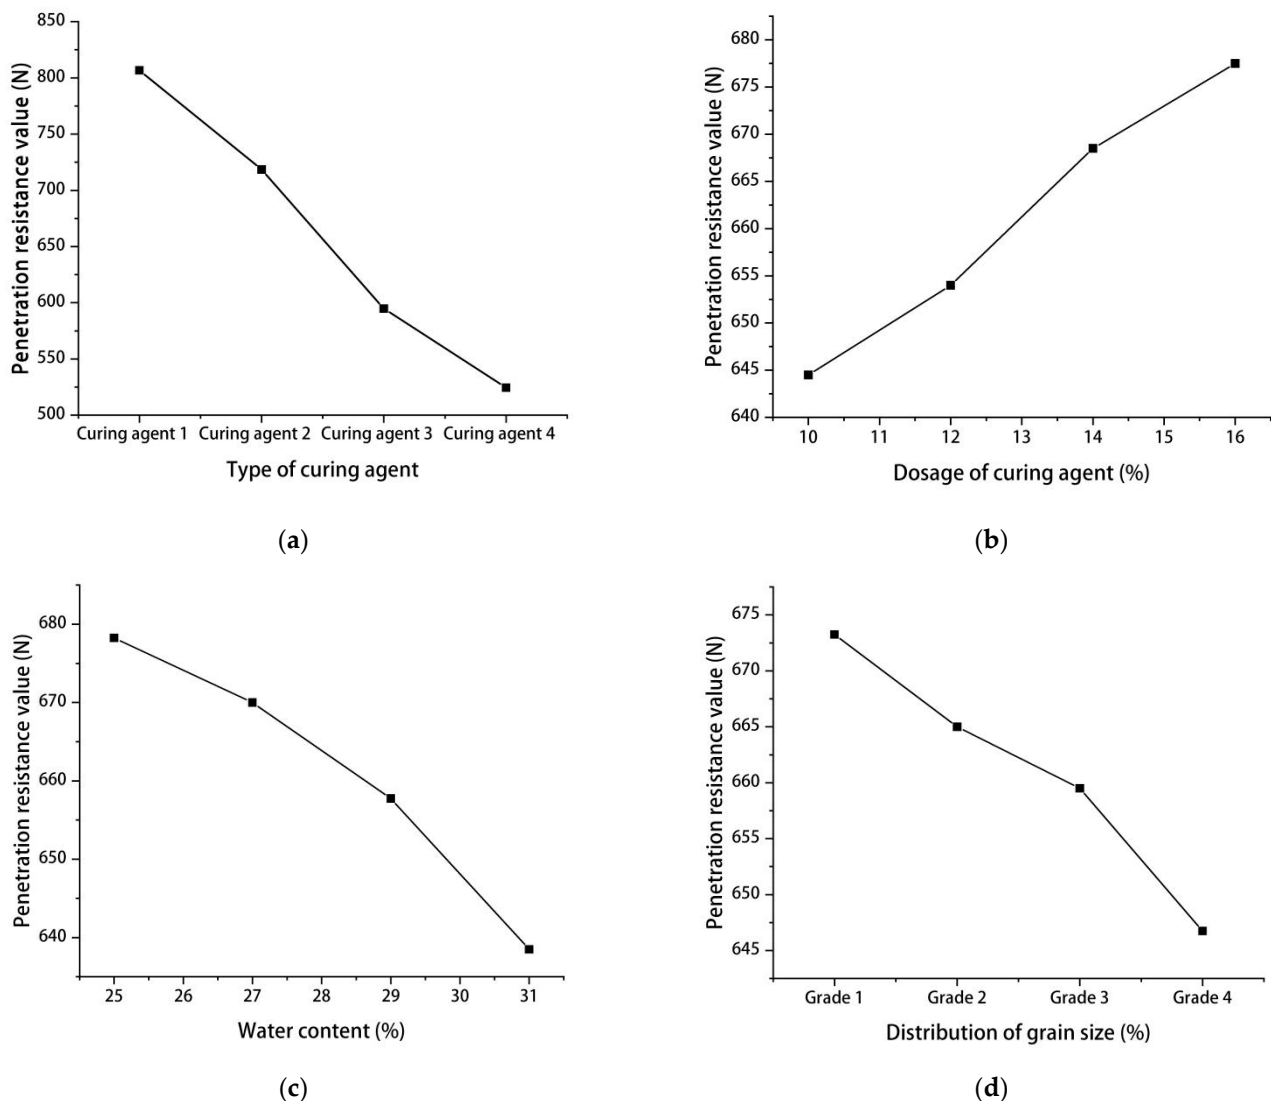 Penetration resistance value (N)
850
800
750
700
650
600
550
500
Curing agent 1 Curing agent 2 Curing agent 3 Curing agent 4
Type of curing agent
(a)
Penetration resistance value (N)
680
675
670
665
660
655
650
645
640
10 11 12 13 14 15 16
Dosage of curing agent (%)
(b)
Penetration resistance value (N)
680
670
660
650
640
25 26 27 28 29 30 31
Water content (%)
(c)
Penetration resistance value (N)
675
670
665
660
655
650
645
Grade 1 Grade 2 Grade 3 Grade 4
Distribution of grain size (%)
(d)